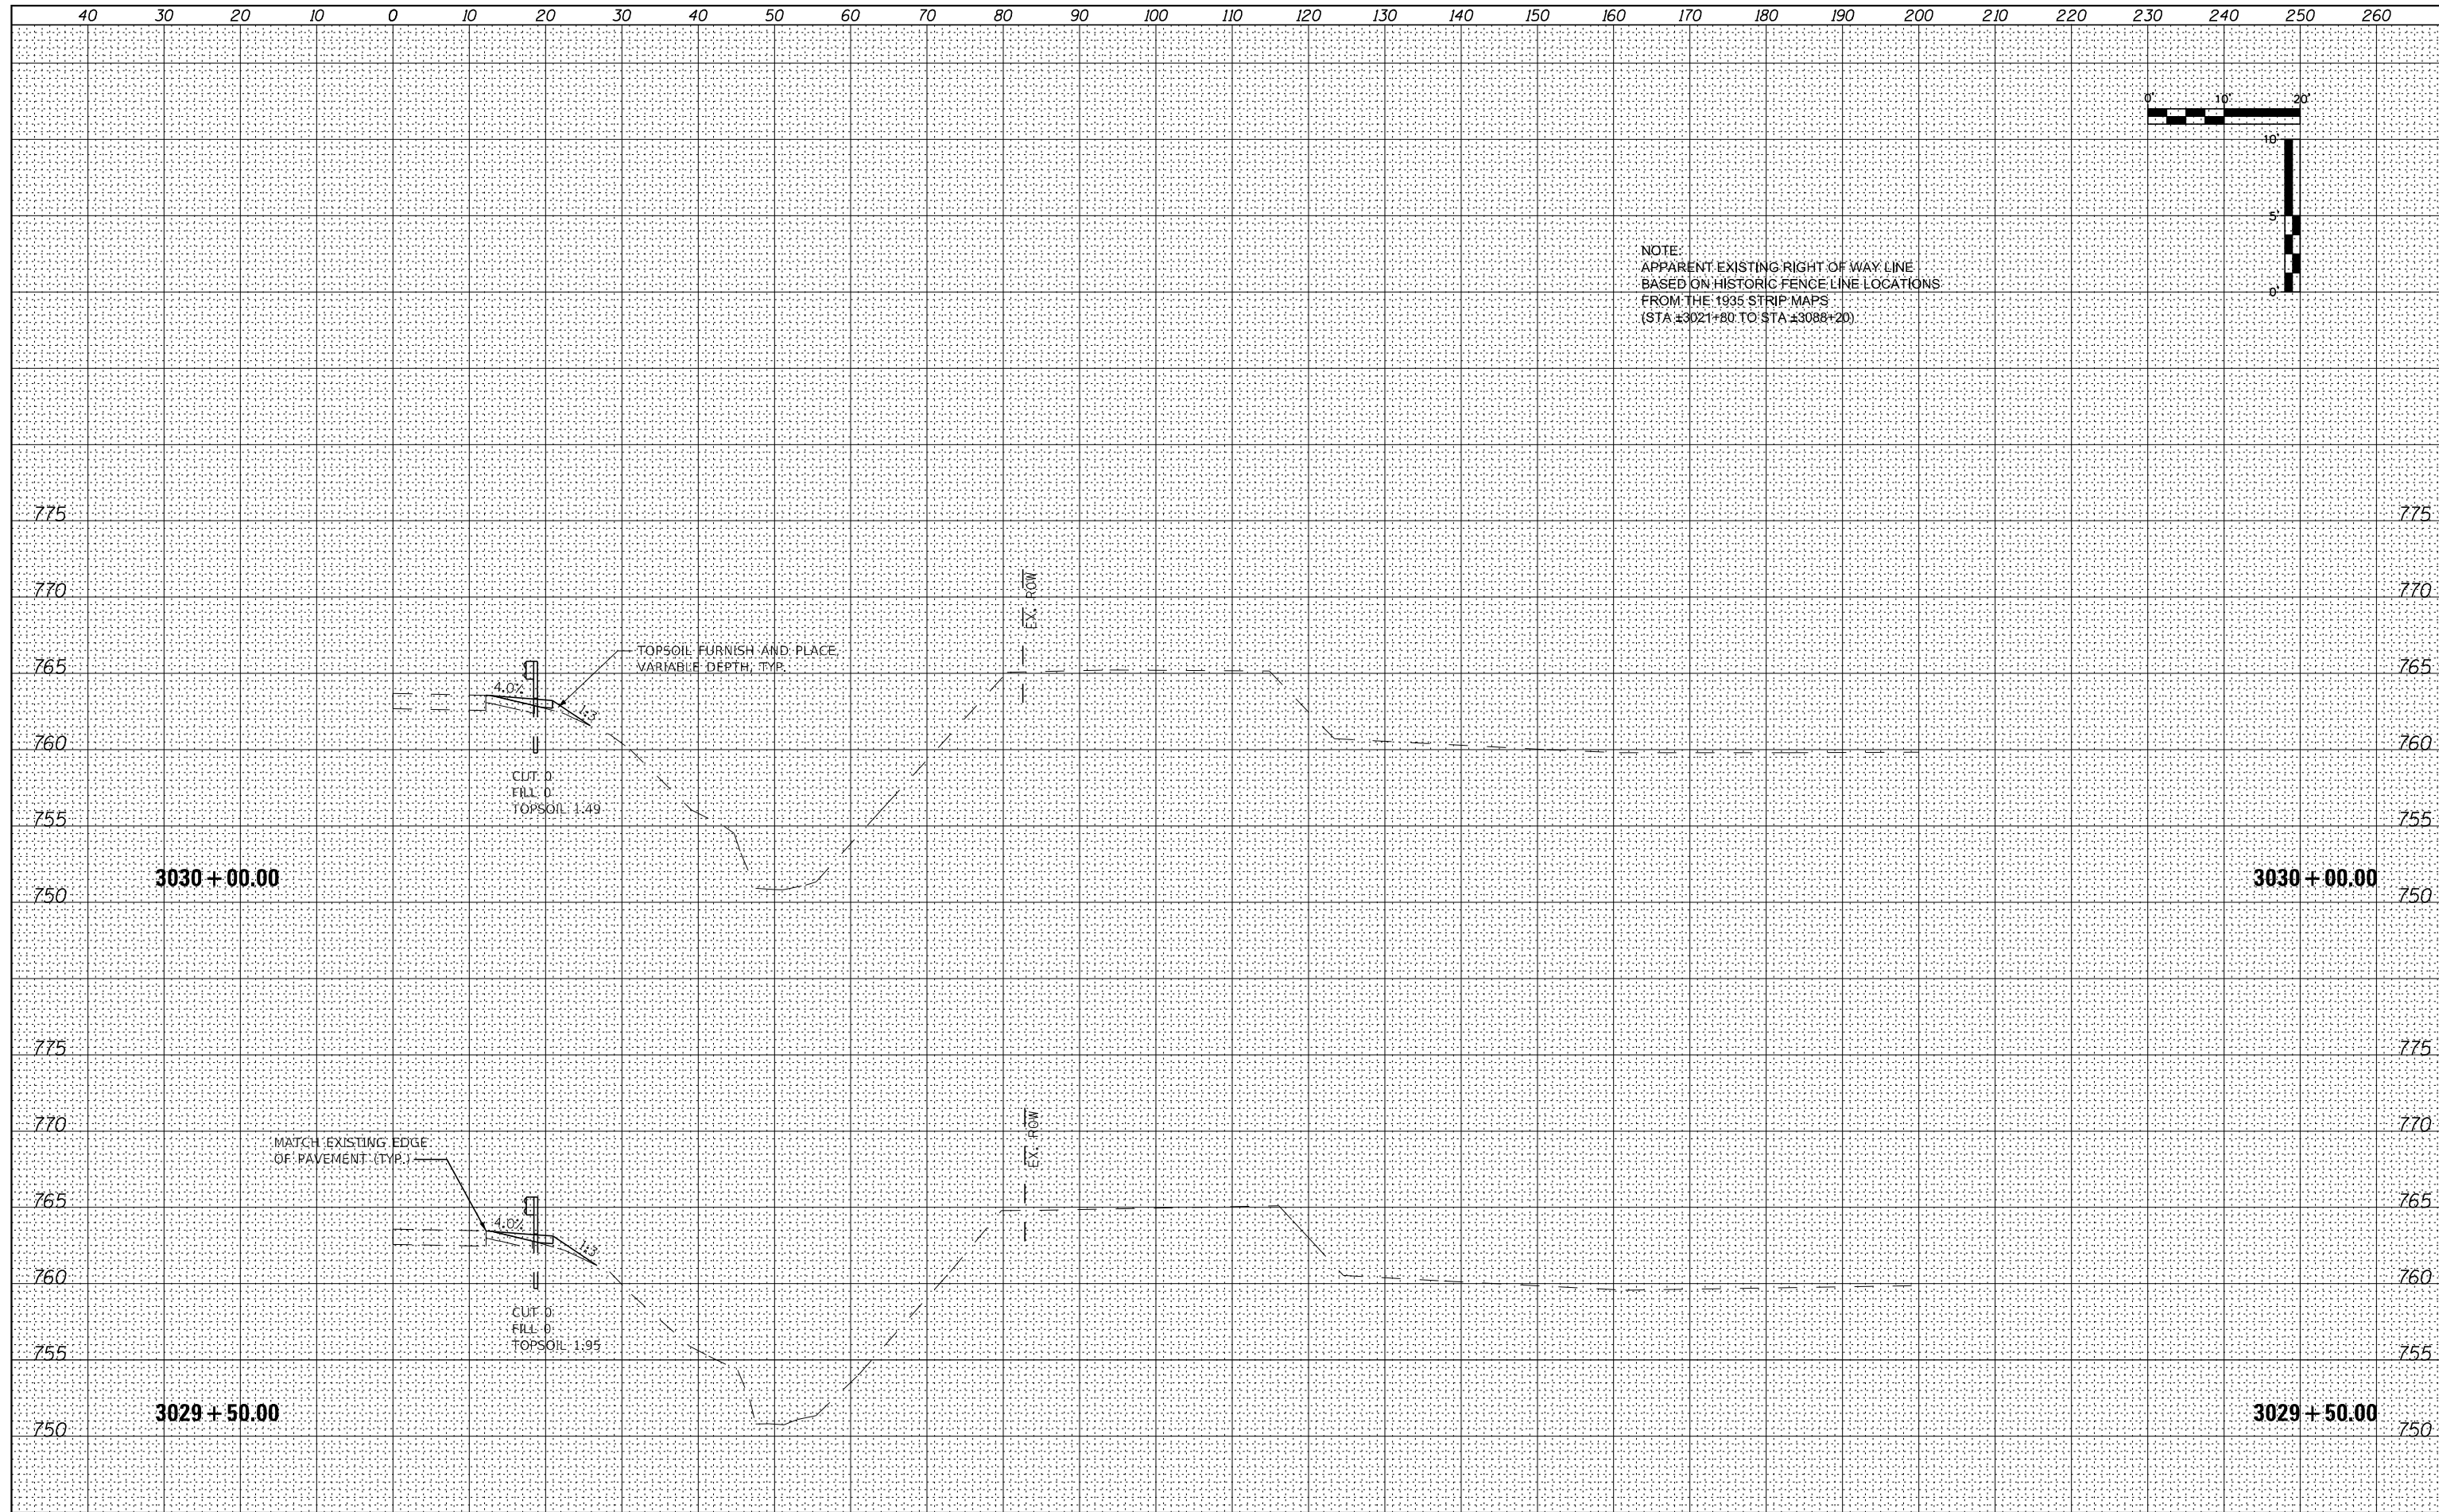 40 30 20 10 0 10 20 30 40 50 60 70 80 90 100 110 120 130 140 150 160 170 180 190 200 210 220 230 240 250 260
0' 10' 20'
10'
5'
0'
NOTE:
APPARENT EXISTING RIGHT OF WAY LINE
BASED ON HISTORIC FENCE LINE LOCATIONS
FROM THE 1935 STRIP MAPS
(STA ±3021+80 TO STA ±3088+20)
775 775
770 770
EX. ROW
TOPSOIL FURNISH AND PLACE,
VARIABLE DEPTH, TYP.
765 765
4.0%
1:3
760 760
CUT 0
FILL 0
TOPSOIL 1.49
755 755
3030+00.00 3030+00.00
750 750
775 775
770 770
EX. ROW
MATCH EXISTING EDGE
OF PAVEMENT (TYP.)
765 765
4.0%
1:3
760 760
CUT 0
FILL 0
TOPSOIL 1.95
755 755
3029+50.00 3029+50.00
750 750